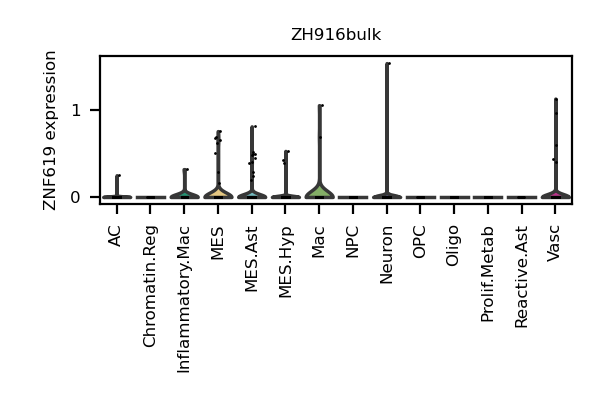 ZH916bulk
ZNF619 expression
1
0
AC
Chromatin.Reg
Inflammatory.Mac
MES
MES.Ast
MES.Hyp
Mac
NPC
Neuron
OPC
Oligo
Prolif.Metab
Reactive.Ast
Vasc